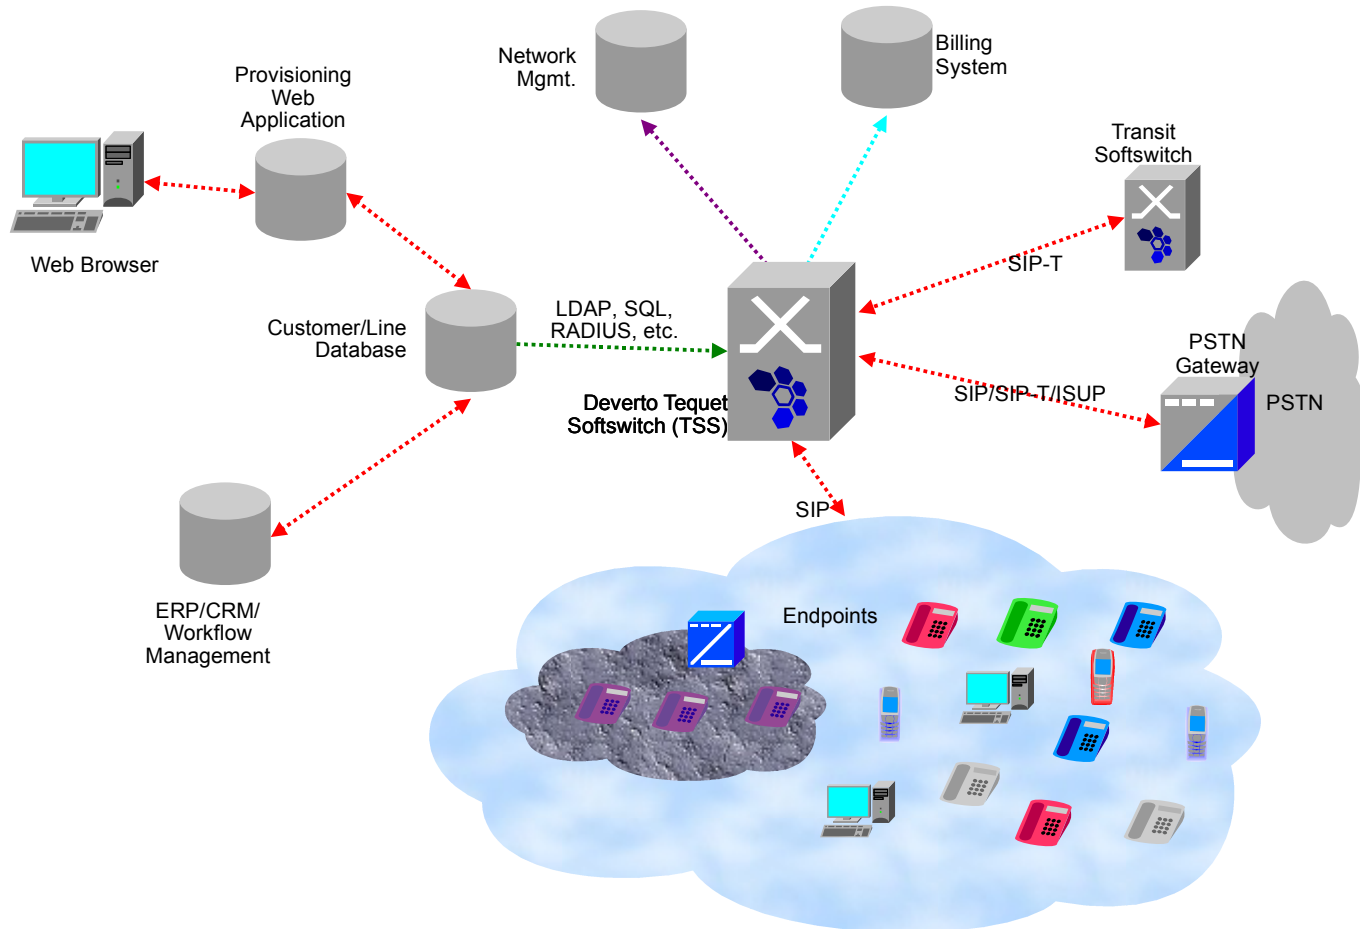 Network
Mgmt.
Billing
System
Provisioning
Web
Application
Transit
Softswitch
Web Browser
SIP-T
Customer/Line
Database
LDAP, SQL,
RADIUS, etc.
PSTN
Gateway
SIP/SIP-T/ISUP
PSTN
Deverto Tequet
Softswitch (TSS)
SIP
ERP/CRM/
Workflow
Management
Endpoints